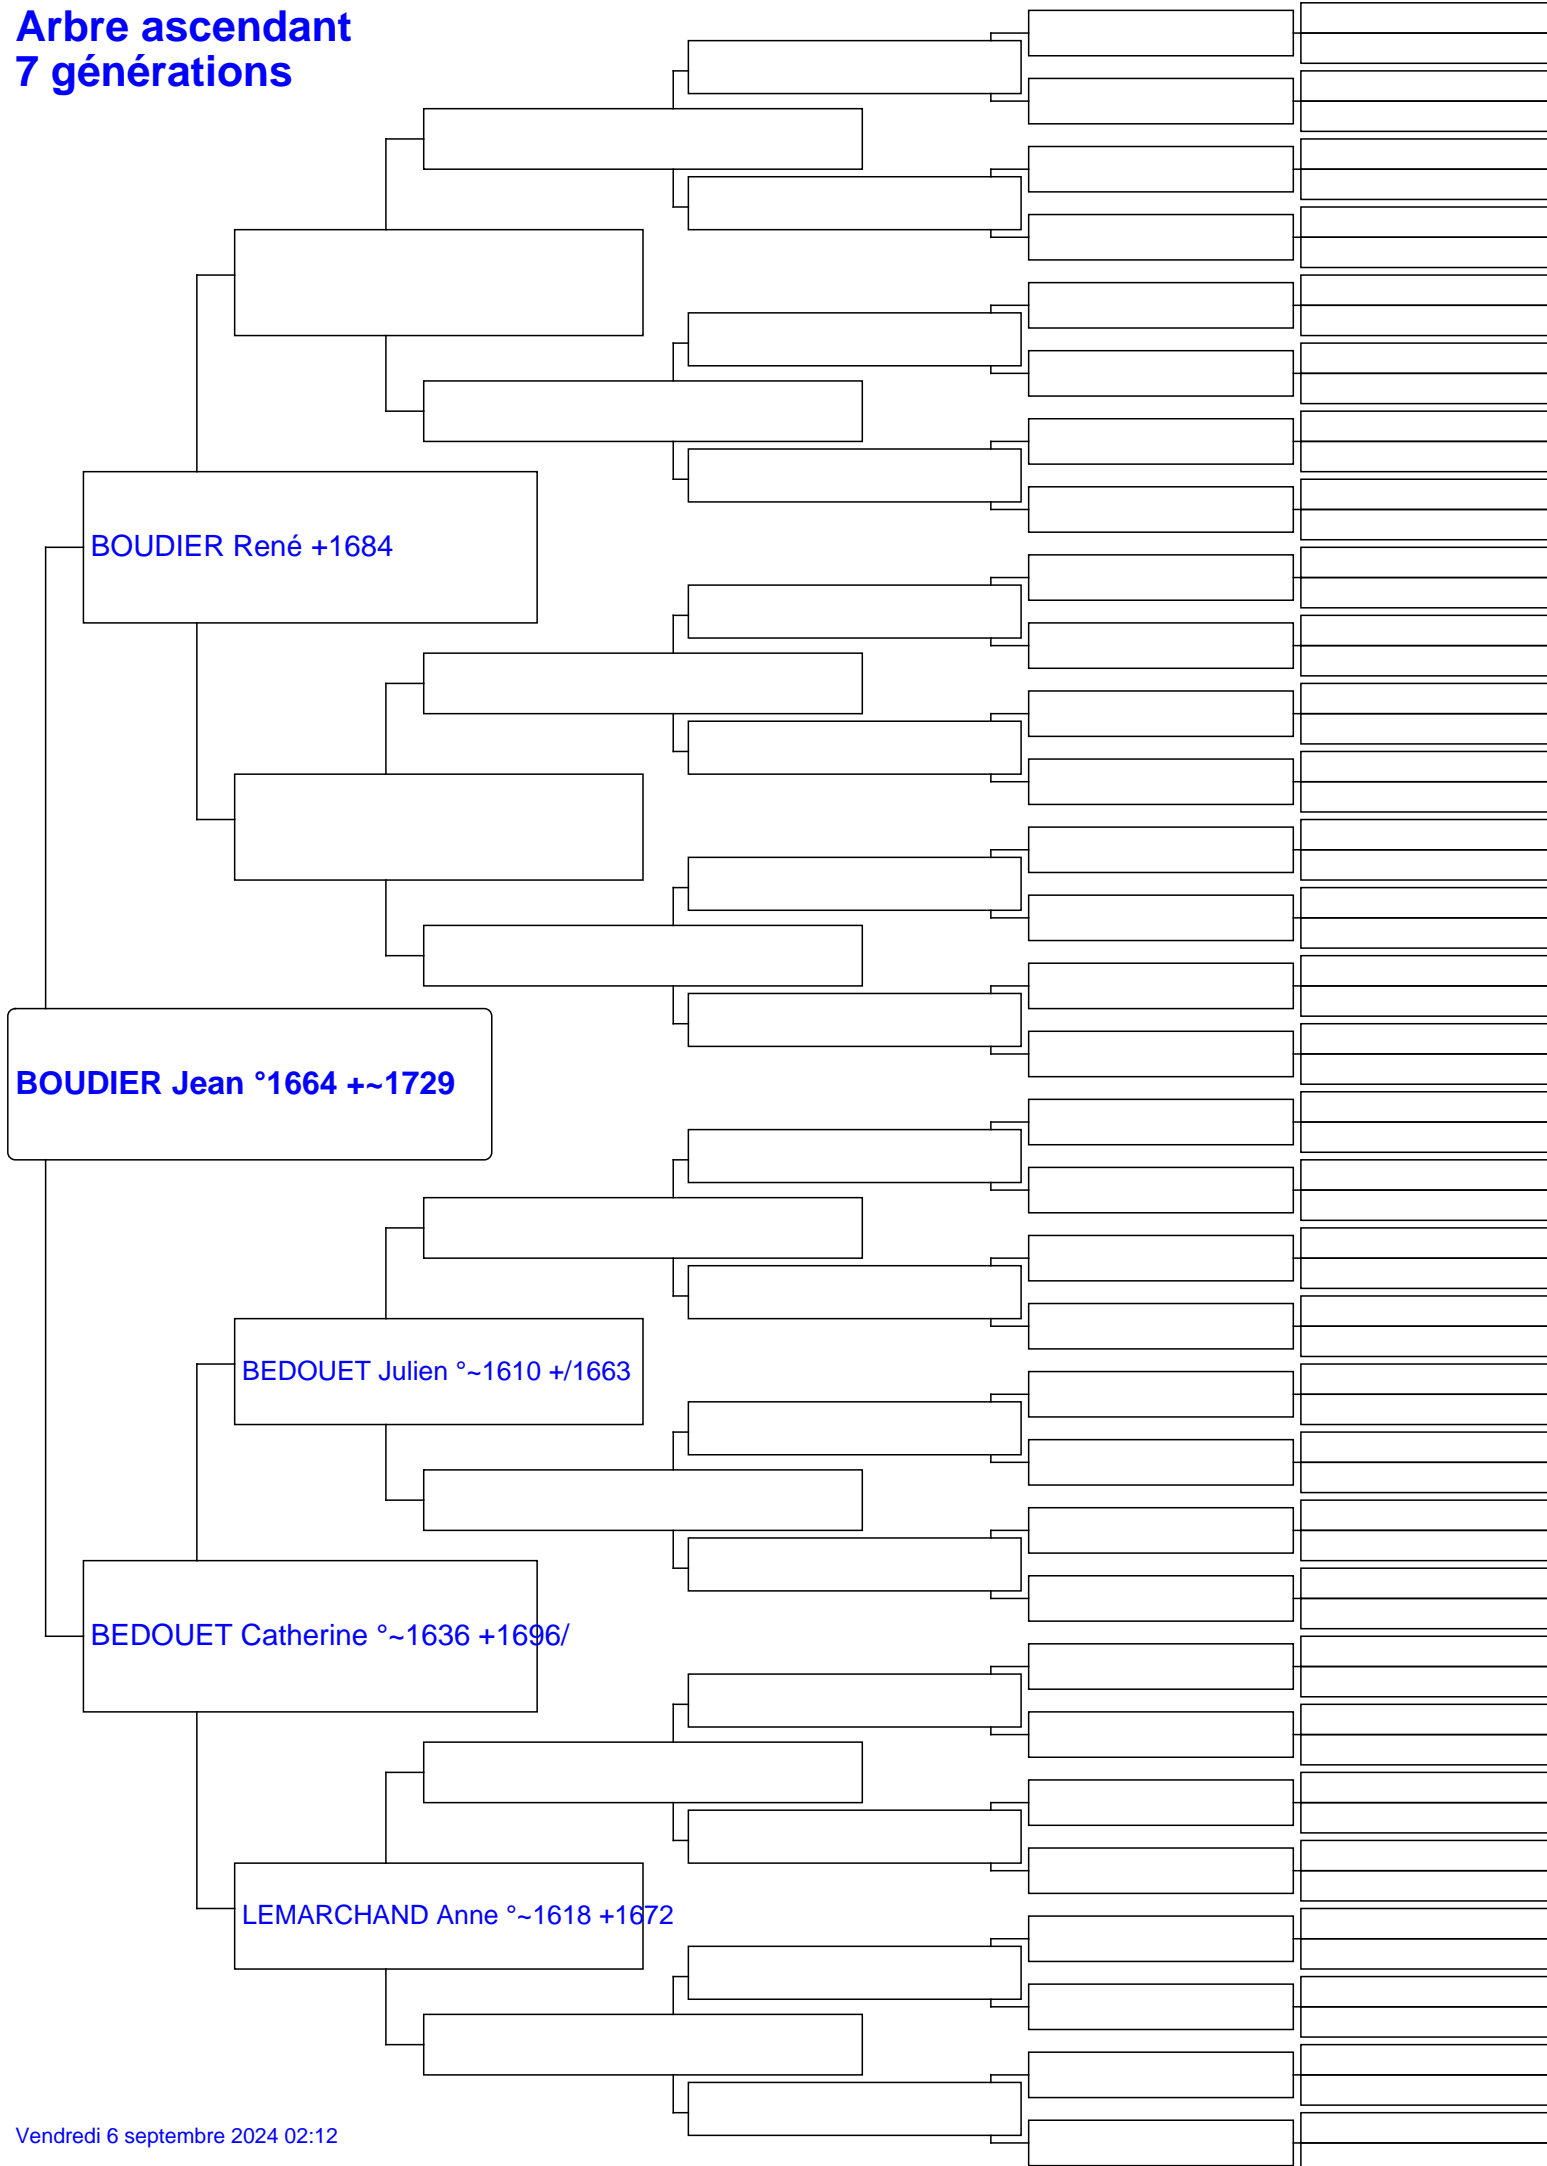 Arbre ascendant
7 générations
BOUDIER René +1684
BOUDIER Jean °1664 +~1729
BEDOUET Julien °~1610 +/1663
BEDOUET Catherine °~1636 +1696/
LEMARCHAND Anne °~1618 +1672
Vendredi 6 septembre 2024 02:12